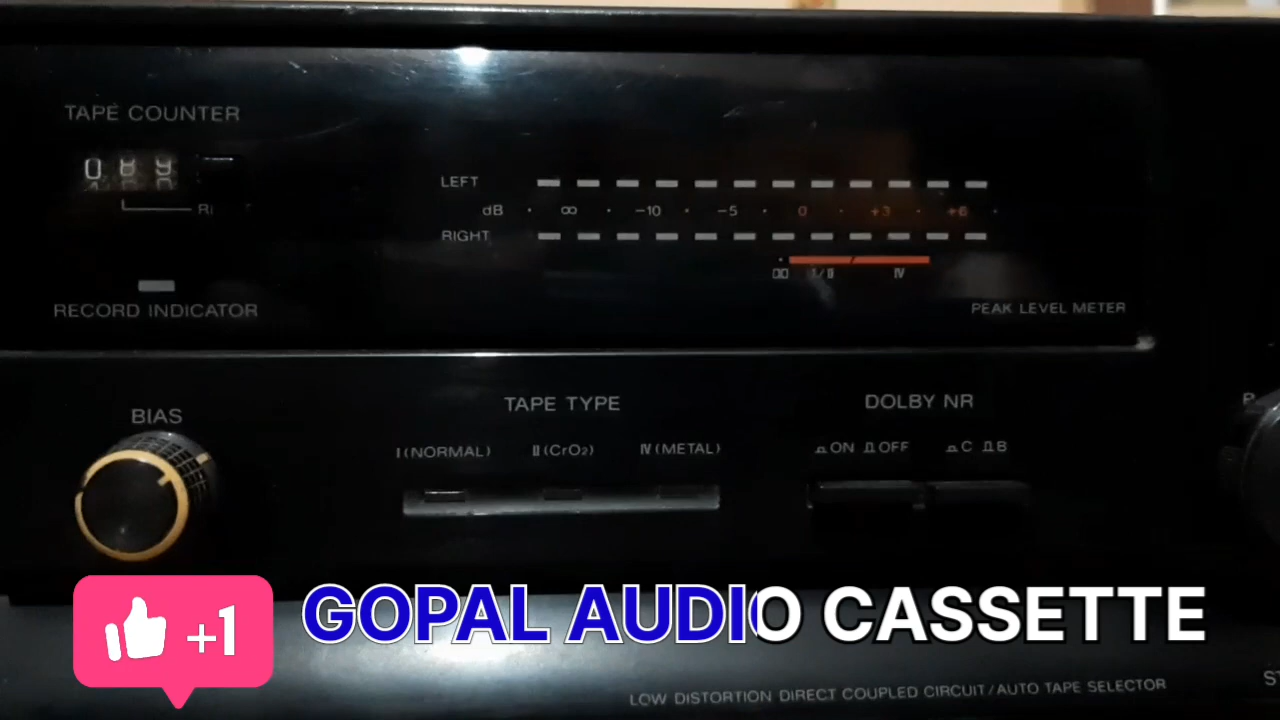 TAPE COUNTER
LEFT
dB · ∞ · -10 · -5 · 0 · +3 · +6 ·
RIGHT
I/II IV
RECORD INDICATOR
PEAK LEVEL METER
BIAS
TAPE TYPE
DOLBY NR
I(NORMAL) II(CrO2) IV(METAL)
ON OFF C B
+1
GOPAL AUDIO CASSETTE
LOW DISTORTION DIRECT COUPLED CIRCUIT/AUTO TAPE SELECTOR